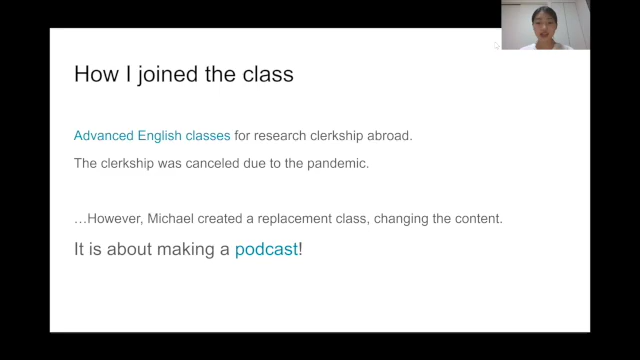 How I joined the class
Advanced English classes for research clerkship abroad.
The clerkship was canceled due to the pandemic.
…However, Michael created a replacement class, changing the content.
It is about making a podcast!